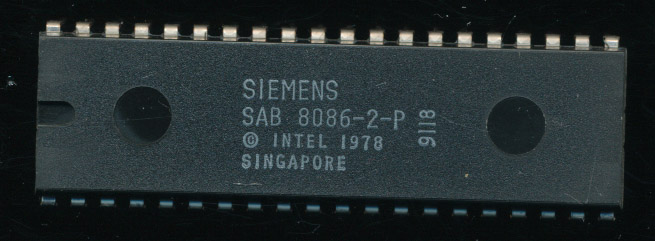 SIEMENS
SAB 8086-2-P
© INTEL 1978
SINGAPORE
9118